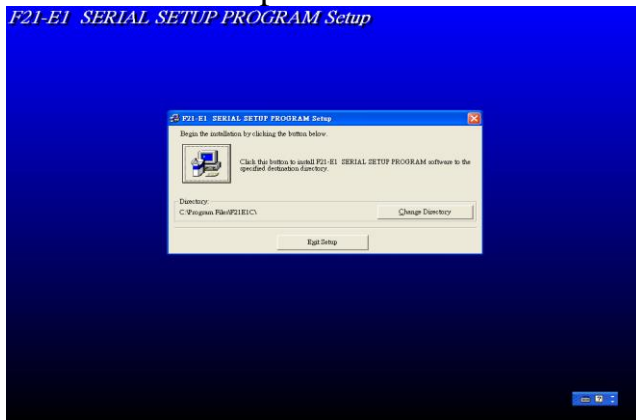 F21-E1 SERIAL SETUP PROGRAM Setup
F21-E1 SERIAL SETUP PROGRAM Setup
Begin the installation by clicking the button below.
Click this button to install F21-E1 SERIAL SETUP PROGRAM software to the
specified destination directory.
Directory:
C:\Program Files\F21E1C\
Change Directory
Exit Setup